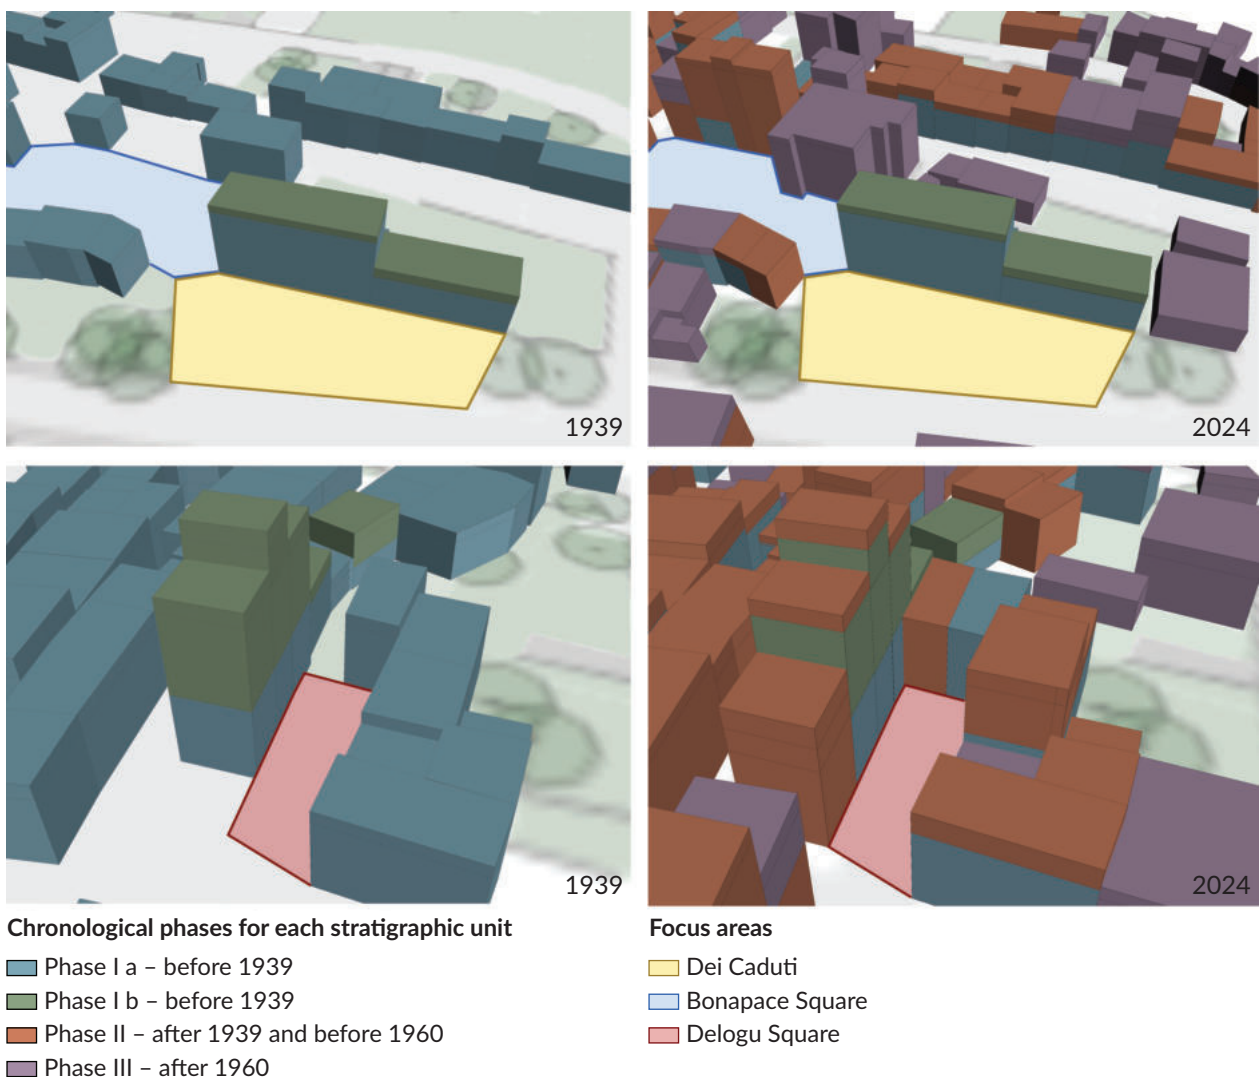 1939
2024
1939
2024
Chronological phases for each stratigraphic unit
Phase I a – before 1939
Phase I b – before 1939
Phase II – after 1939 and before 1960
Phase III – after 1960
Focus areas
Dei Caduti
Bonapace Square
Delogu Square